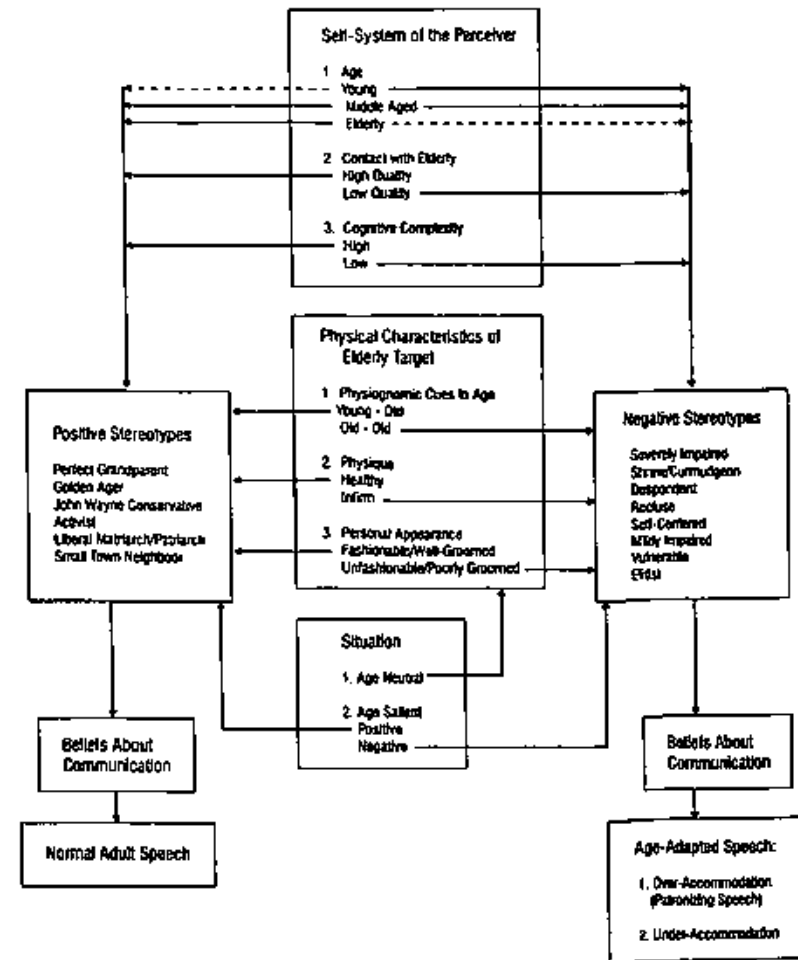 Self-System of the Perceiver
1 Age
Young
Middle Aged
Elderly
2 Contact with Elderly
High Quality
Low Quality
3. Cognitive Complexity
High
Low
Physical Characteristics of
Elderly Target
1 Physiognomic Cues to Age
Young - Old
Old - Old
2 Physique
Healthy
Infirm
3 Personal Appearance
Fashionable/Well-Groomed
Unfashionable/Poorly Groomed
Positive Stereotypes
Perfect Grandparent
Golden Ager
John Wayne Conservative
Activist
Liberal Matriarch/Patriarch
Small Town Neighbor
Negative Stereotypes
Severely Impaired
Shrew/Curmudgeon
Despondent
Recluse
Self-Centered
Mildly Impaired
Vulnerable
Situation
1. Age Neutral
2. Age Salient
Positive
Negative
Beliefs About
Communication
Normal Adult Speech
Beliefs About
Communication
Age-Adapted Speech:
1. Over-Accommodation
(Patronizing Speech)
2. Under-Accommodation